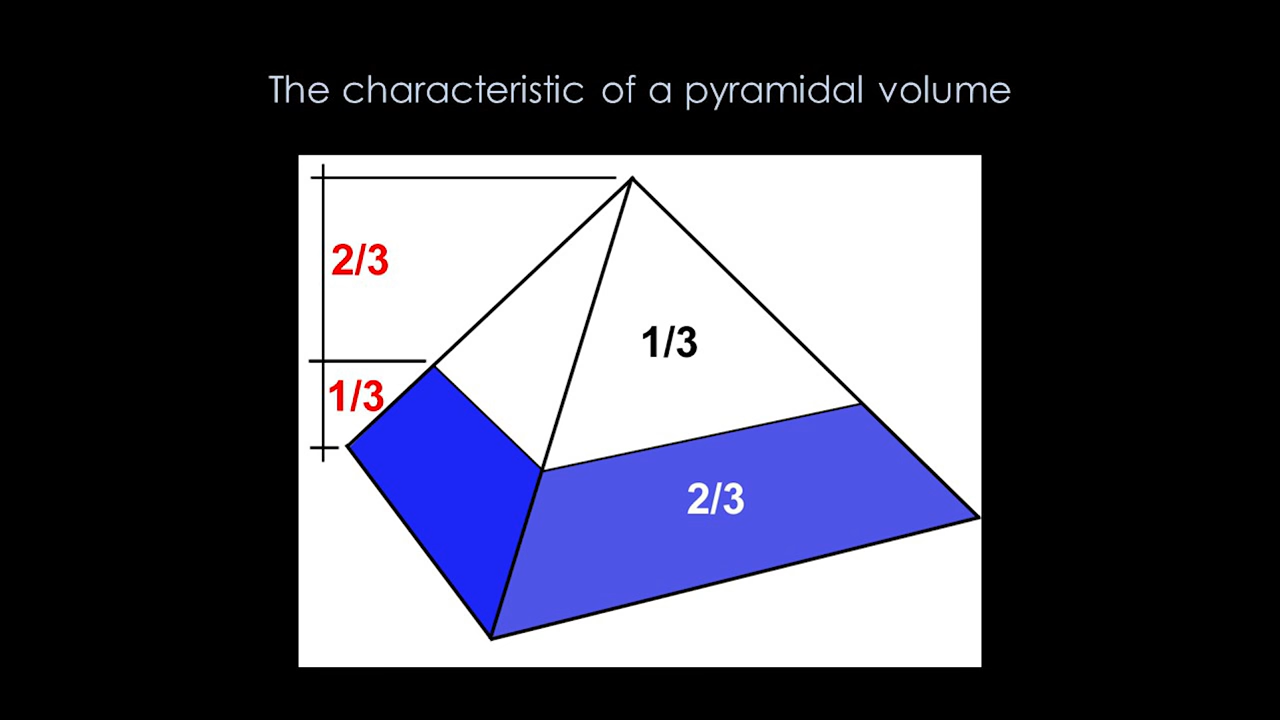 The characteristic of a pyramidal volume
2/3
1/3
1/3
2/3